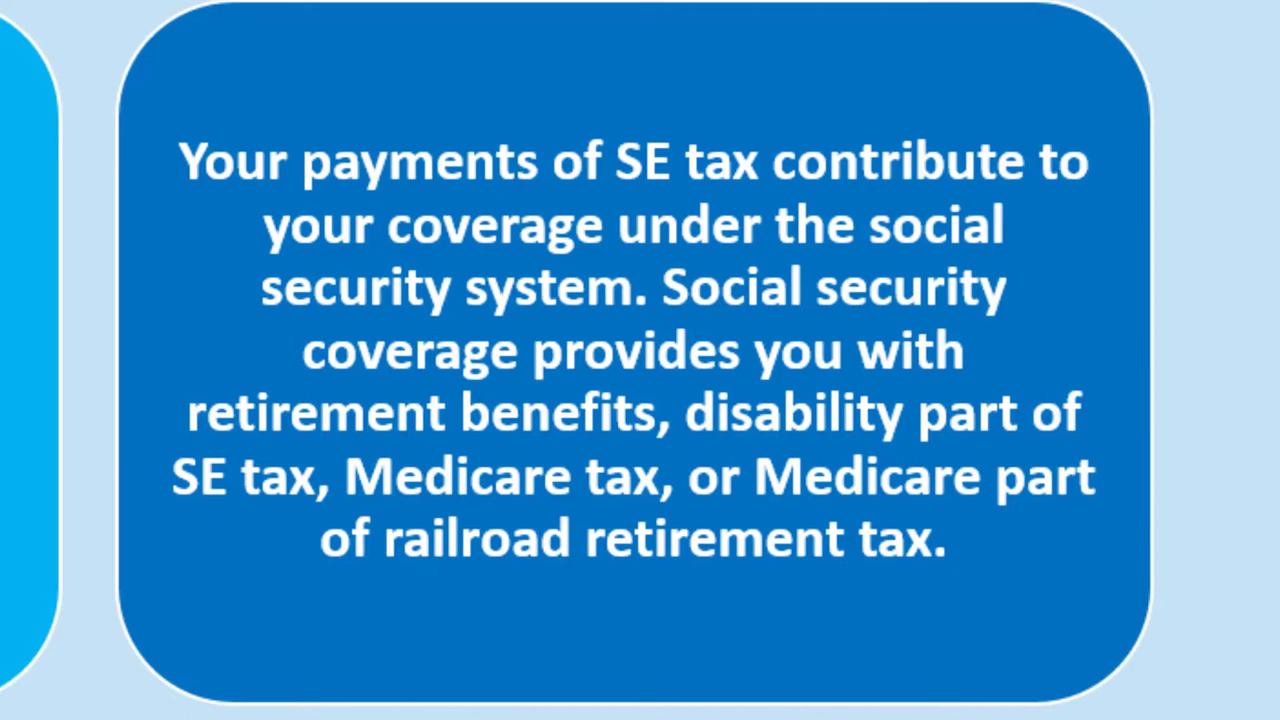 Your payments of SE tax contribute to
your coverage under the social
security system. Social security
coverage provides you with
retirement benefits, disability part of
SE tax, Medicare tax, or Medicare part
of railroad retirement tax.